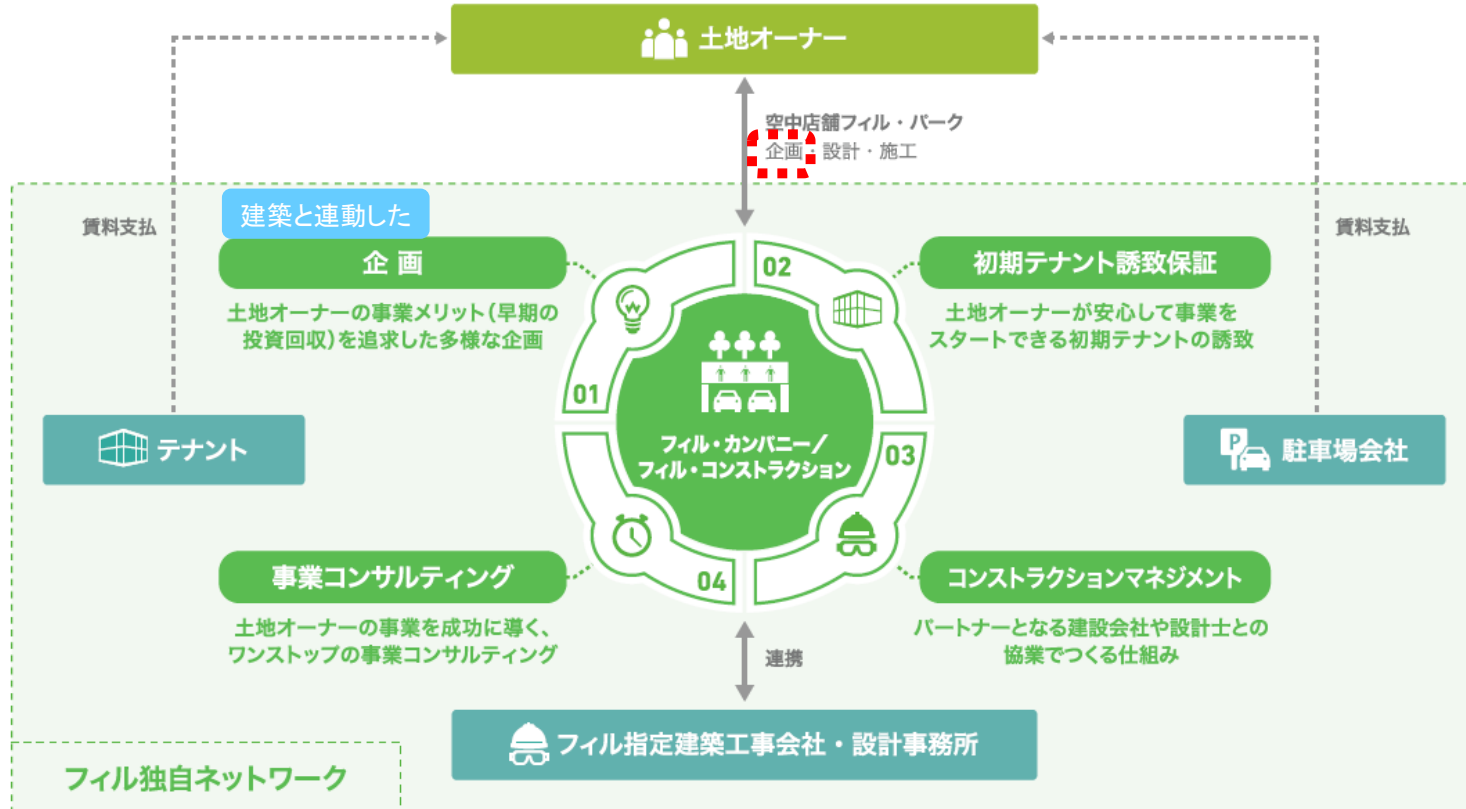 土地オーナー
空中店舗フィル・パーク
企画・設計・施工
賃料支払
賃料支払
建築と連動した
企画
土地オーナーの事業メリット（早期の
投資回収）を追求した多様な企画
01
02
初期テナント誘致保証
土地オーナーが安心して事業を
スタートできる初期テナントの誘致
テナント
フィル・カンパニー／
フィル・コンストラクション
P
駐車場会社
03
コンストラクションマネジメント
パートナーとなる建設会社や設計士との
協業でつくる仕組み
04
事業コンサルティング
土地オーナーの事業を成功に導く、
ワンストップの事業コンサルティング
連携
フィル指定建築工事会社・設計事務所
フィル独自ネットワーク